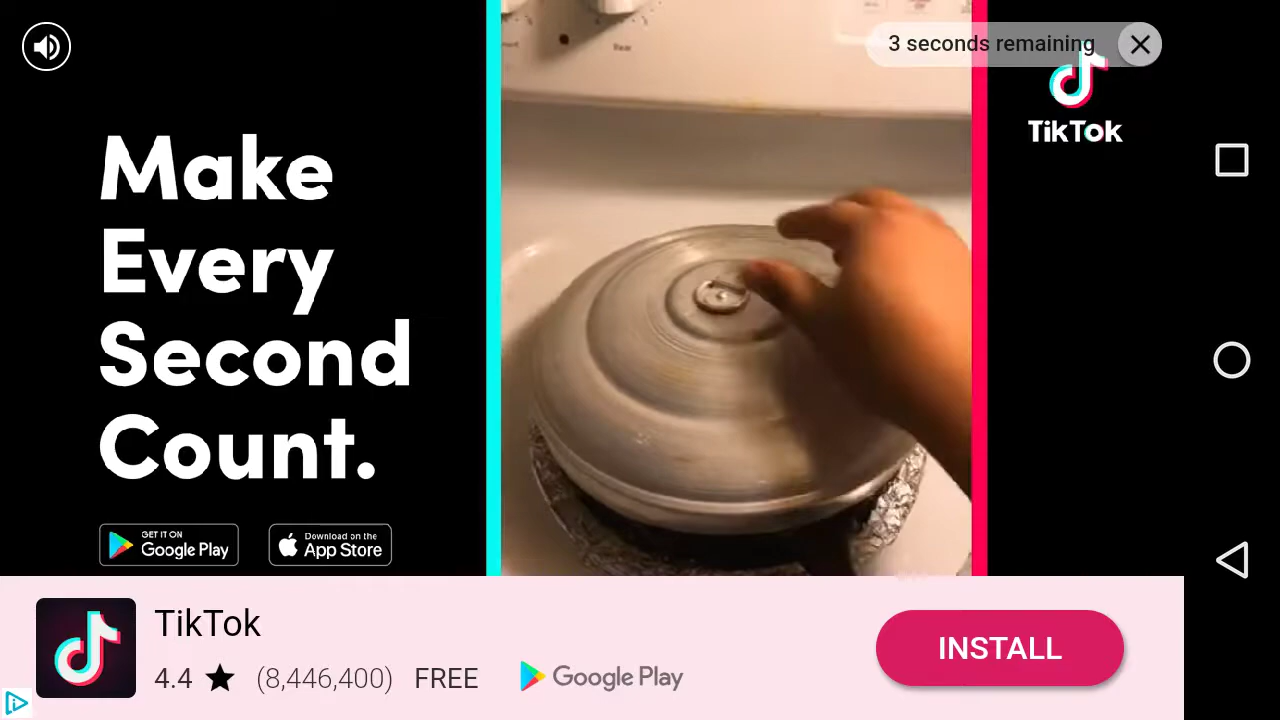 3 seconds remaining
TikTok
Make
Every
Second
Count.
GET IT ON
Google Play
Download on the
App Store
Rear
TikTok
4.4 ★ (8,446,400) FREE Google Play
INSTALL